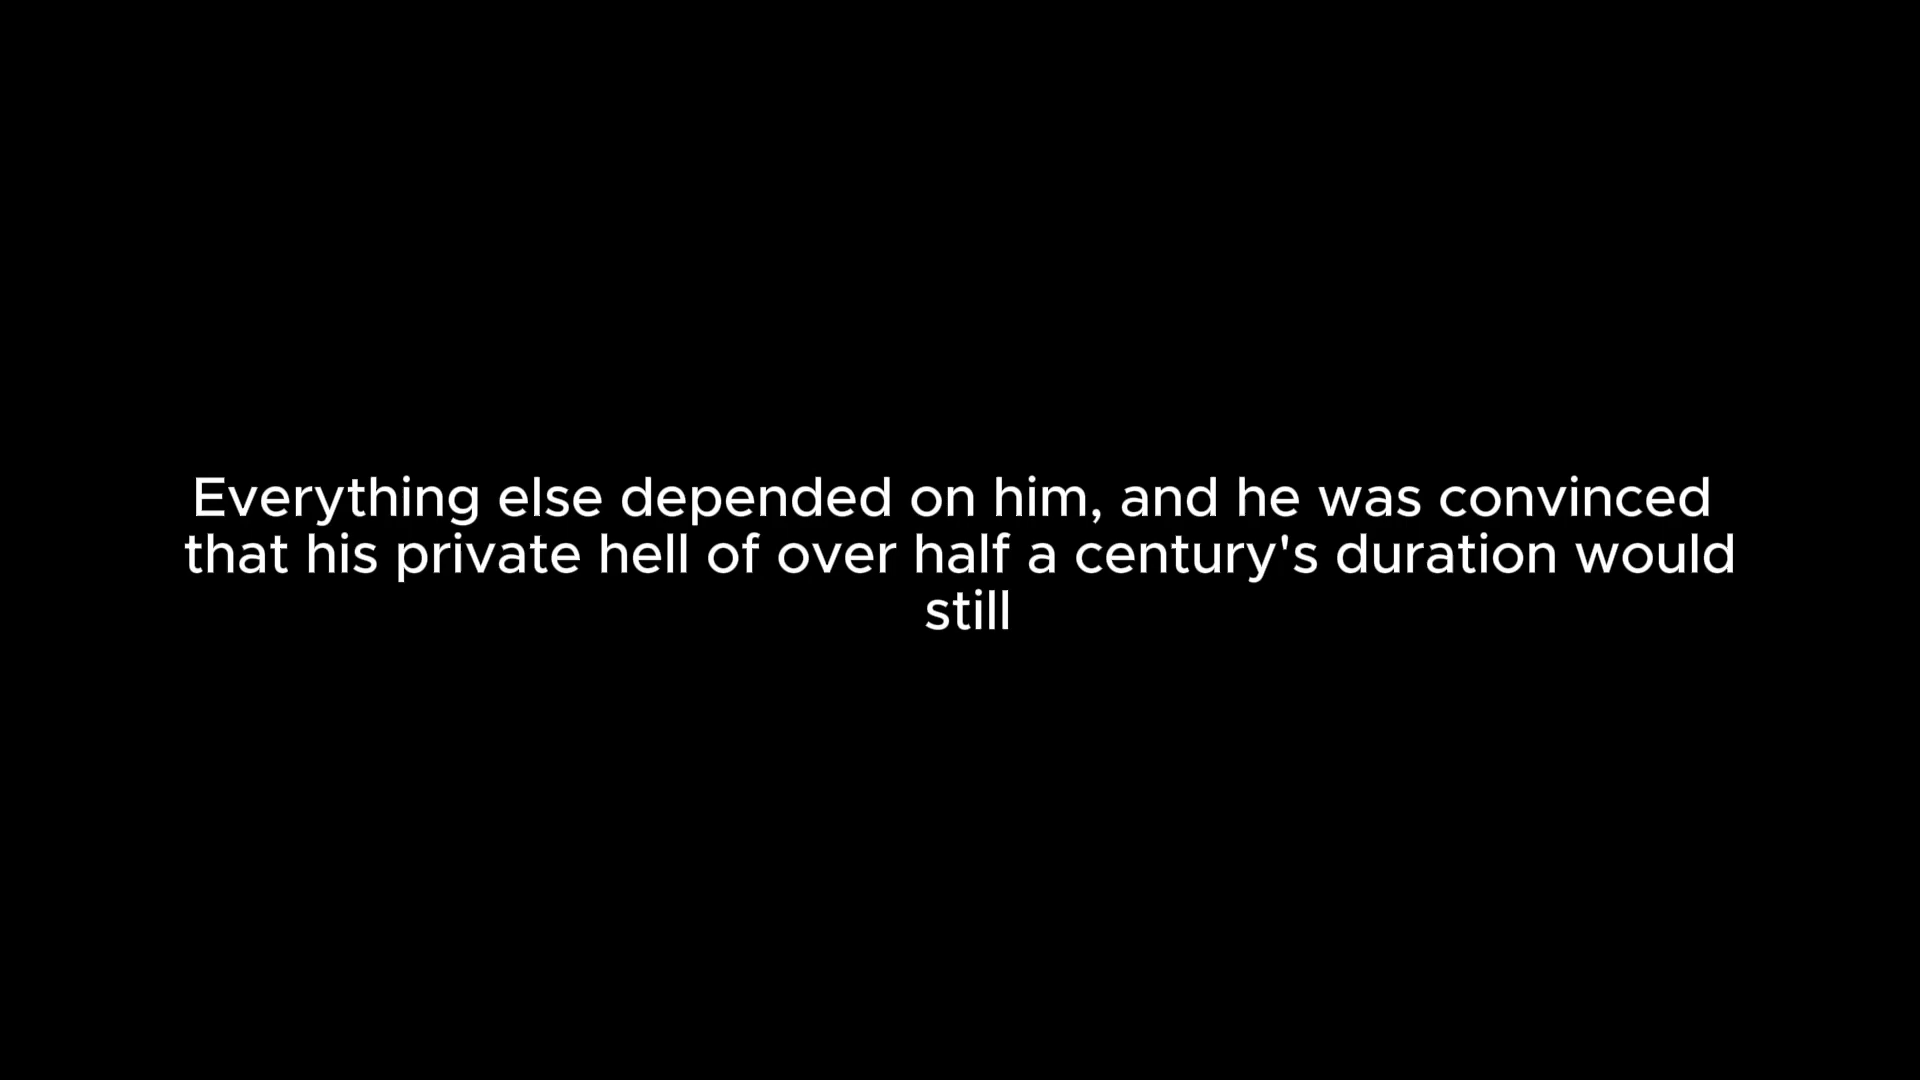 Everything else depended on him, and he was convinced
that his private hell of over half a century's duration would
still